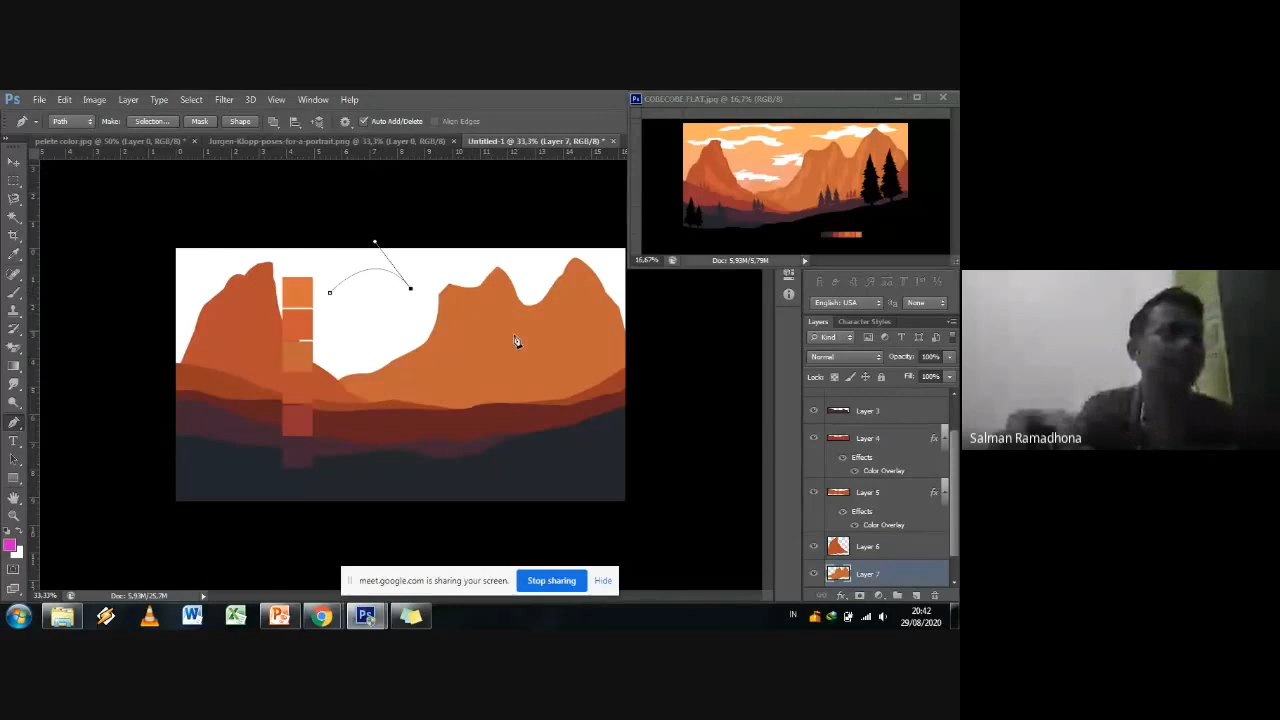 Ps File Edit Image Layer Type Select Filter 3D View Window Help
COBECOBE FLAT.jpg @ 16,7% (RGB/8)
Path Make: Selection... Mask Shape Auto Add/Delete Align Edges
pelete color.jpg @ 50% (Layer 0, RGB/8) * × Jurgen-Klopp-poses-for-a-portrait.png @ 33,3% (Layer 0, RGB/8) × Untitled-1 @ 33,3% (Layer 7, RGB/8) * ×
16,67% Doc: 5,93M/5,79M
English: USA None
Layers Character Styles
Kind
Normal Opacity: 100%
Lock: Fill: 100%
Layer 3
Layer 4 fx
Effects
Color Overlay
Layer 5 fx
Effects
Color Overlay
Layer 6
Layer 7
33,33% Doc: 5,93M/25,7M
meet.google.com is sharing your screen. Stop sharing Hide
IN 20:42
29/08/2020
Salman Ramadhona